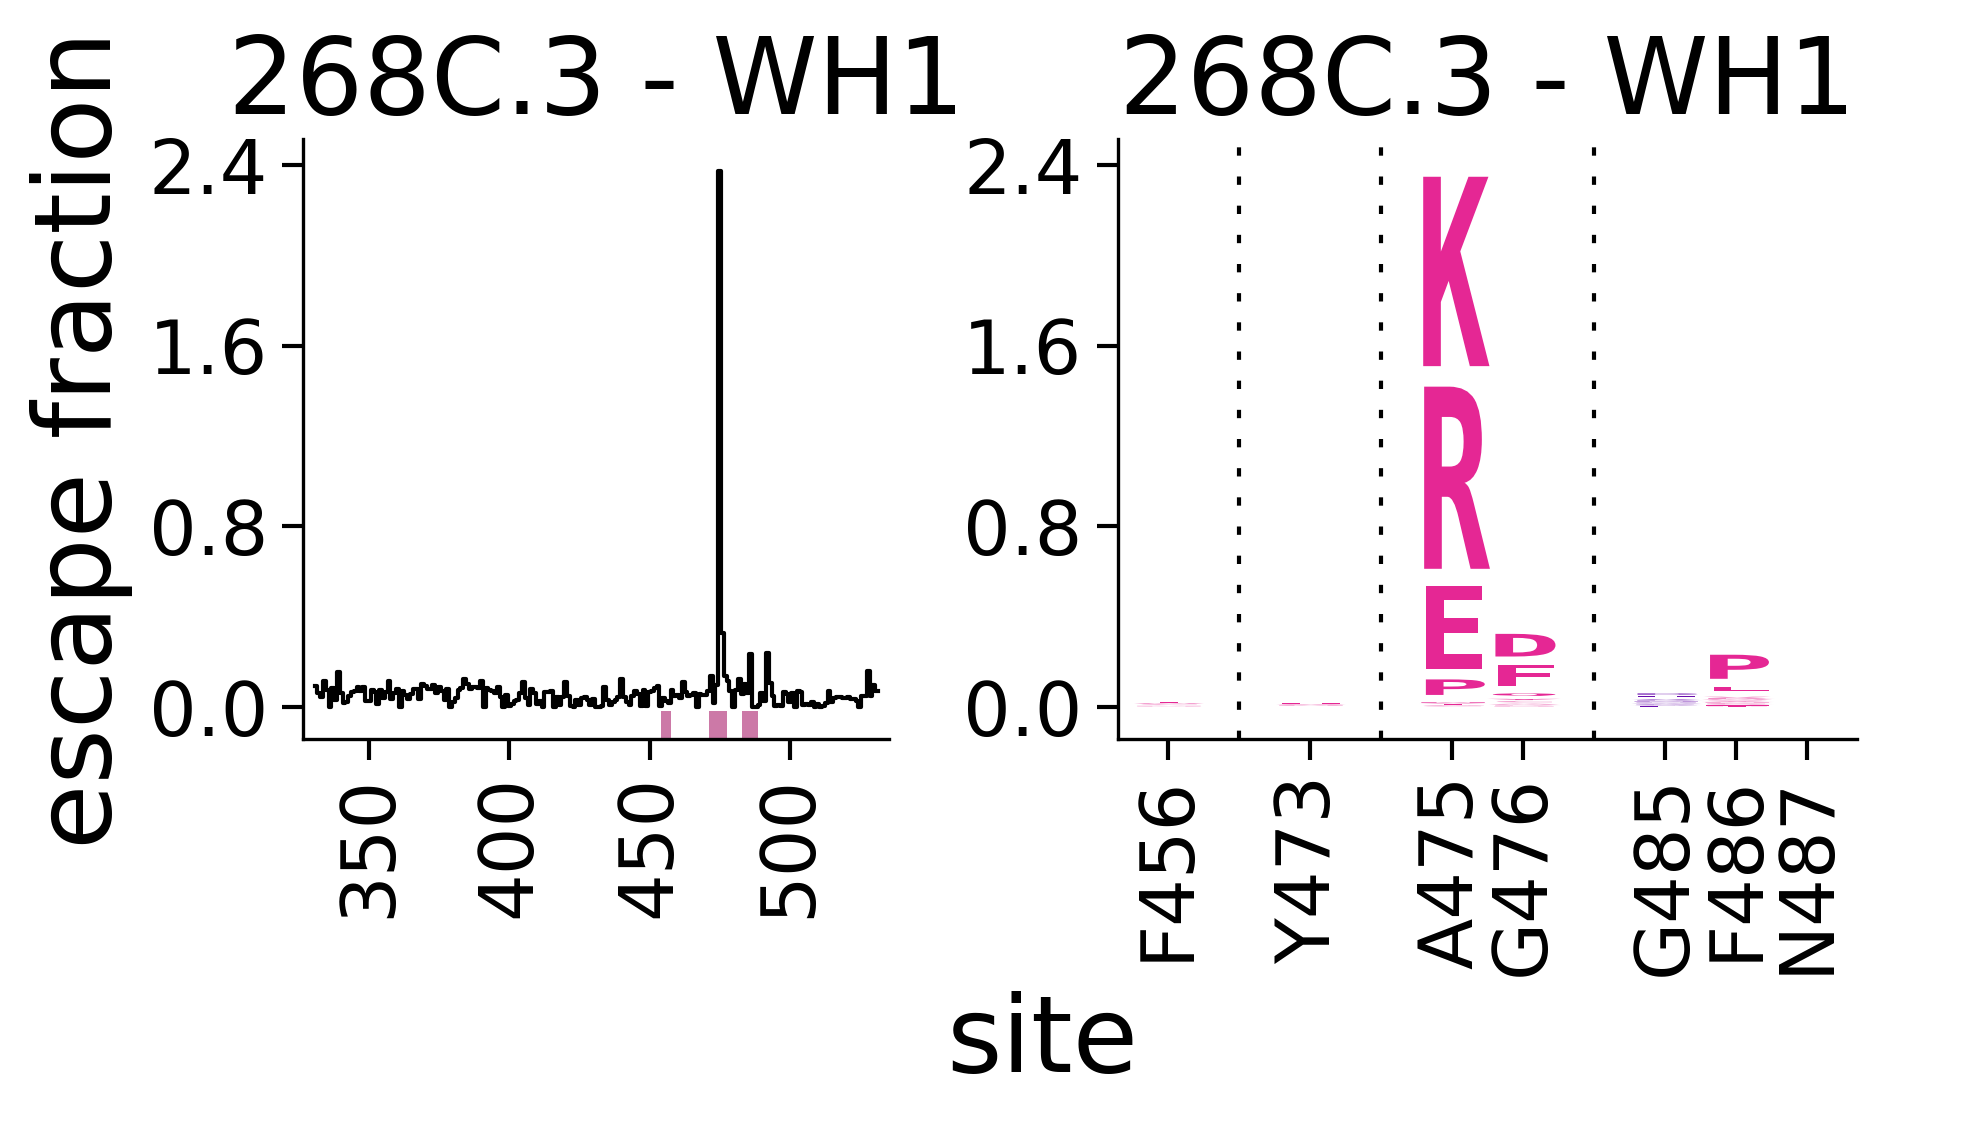 268C.3 - WH1
268C.3 - WH1
escape fraction
2.4
1.6
0.8
0.0
2.4
1.6
0.8
0.0
K
R
E
P
D
F
P
L
350
400
450
500
F456
Y473
A475
G476
G485
F486
N487
site